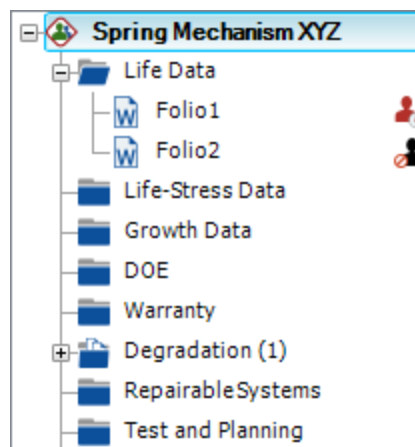 Spring Mechanism XYZ
Life Data
Folio1
Folio2
Life-Stress Data
Growth Data
DOE
Warranty
Degradation (1)
RepairableSystems
Test and Planning